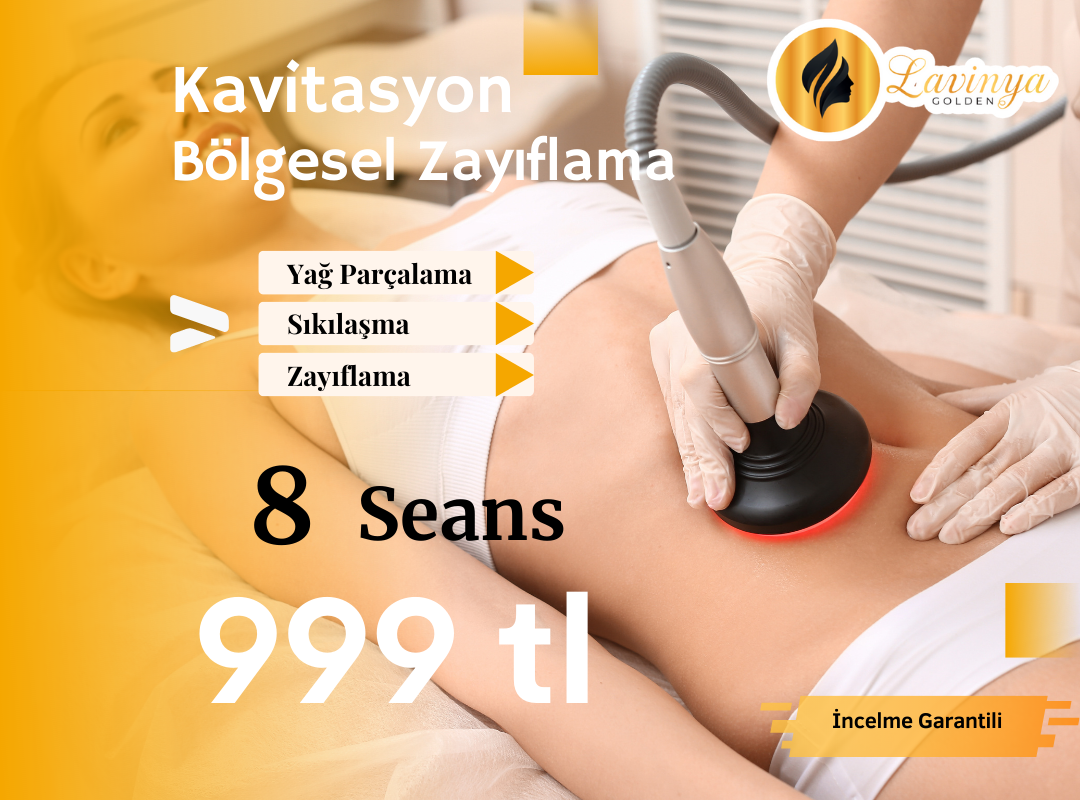 Kavitasyon
Bölgesel Zayıflama
Lavinya
GOLDEN
Yağ Parçalama
Sıkılaşma
Zayıflama
8 Seans
999 tl
İncelme Garantili